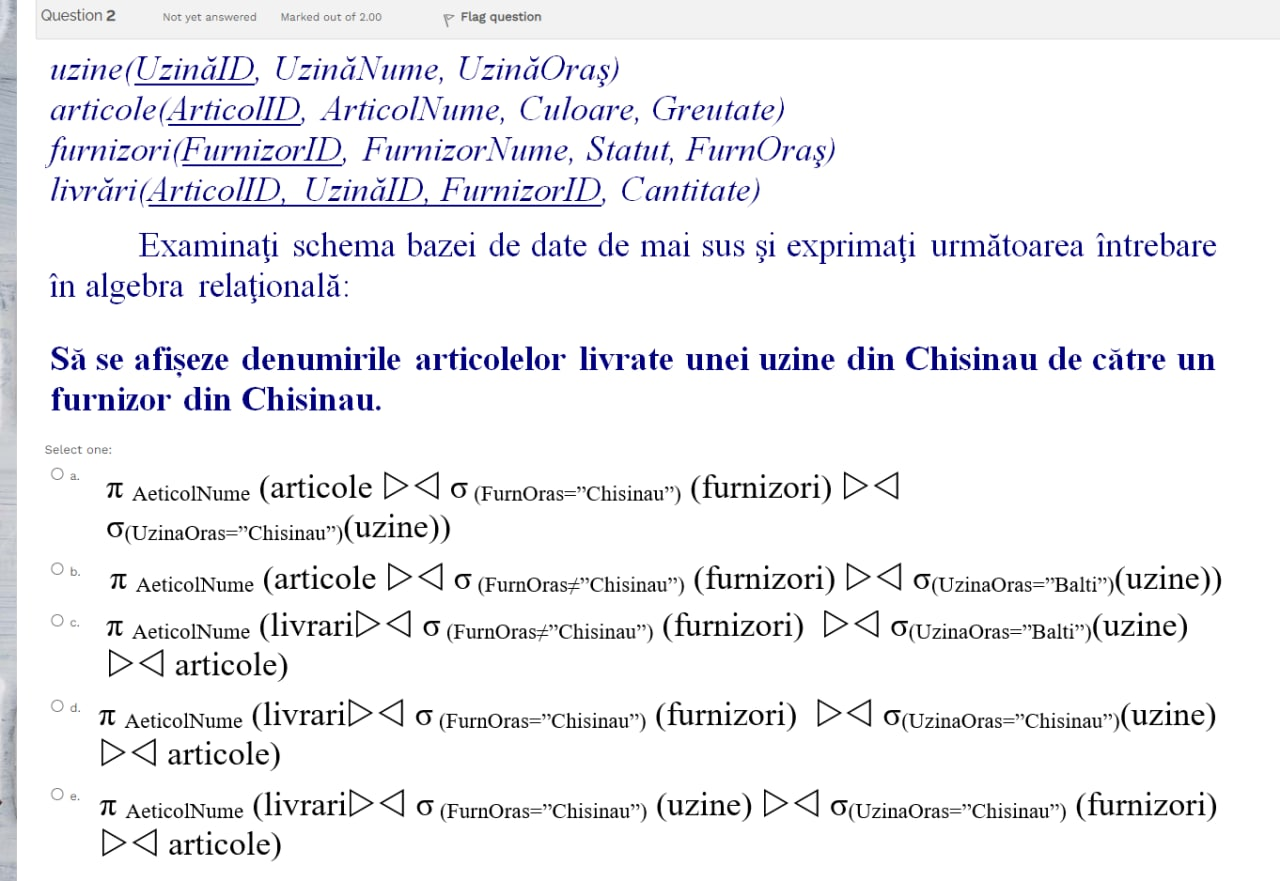 Question 2 Not yet answered Marked out of 2.00 Flag question
uzine(UzinăID, UzinăNume, UzinăOraş)
articole(ArticolID, ArticolNume, Culoare, Greutate)
furnizori(FurnizorID, FurnizorNume, Statut, FurnOraş)
livrări(ArticolID, UzinăID, FurnizorID, Cantitate)
Examinaţi schema bazei de date de mai sus şi exprimaţi următoarea întrebare
în algebra relaţională:
Să se afișeze denumirile articolelor livrate unei uzine din Chisinau de către un
furnizor din Chisinau.
Select one:
a. π AeticolNume (articole ▷◁ σ (FurnOras=”Chisinau”) (furnizori) ▷◁
σ(UzinaOras=”Chisinau”)(uzine))
b. π AeticolNume (articole ▷◁ σ (FurnOras≠”Chisinau”) (furnizori) ▷◁ σ(UzinaOras=”Balti”)(uzine))
c. π AeticolNume (livrari▷◁ σ (FurnOras≠”Chisinau”) (furnizori) ▷◁ σ(UzinaOras=”Balti”)(uzine)
▷◁ articole)
d. π AeticolNume (livrari▷◁ σ (FurnOras=”Chisinau”) (furnizori) ▷◁ σ(UzinaOras=”Chisinau”)(uzine)
▷◁ articole)
e. π AeticolNume (livrari▷◁ σ (FurnOras=”Chisinau”) (uzine) ▷◁ σ(UzinaOras=”Chisinau”) (furnizori)
▷◁ articole)